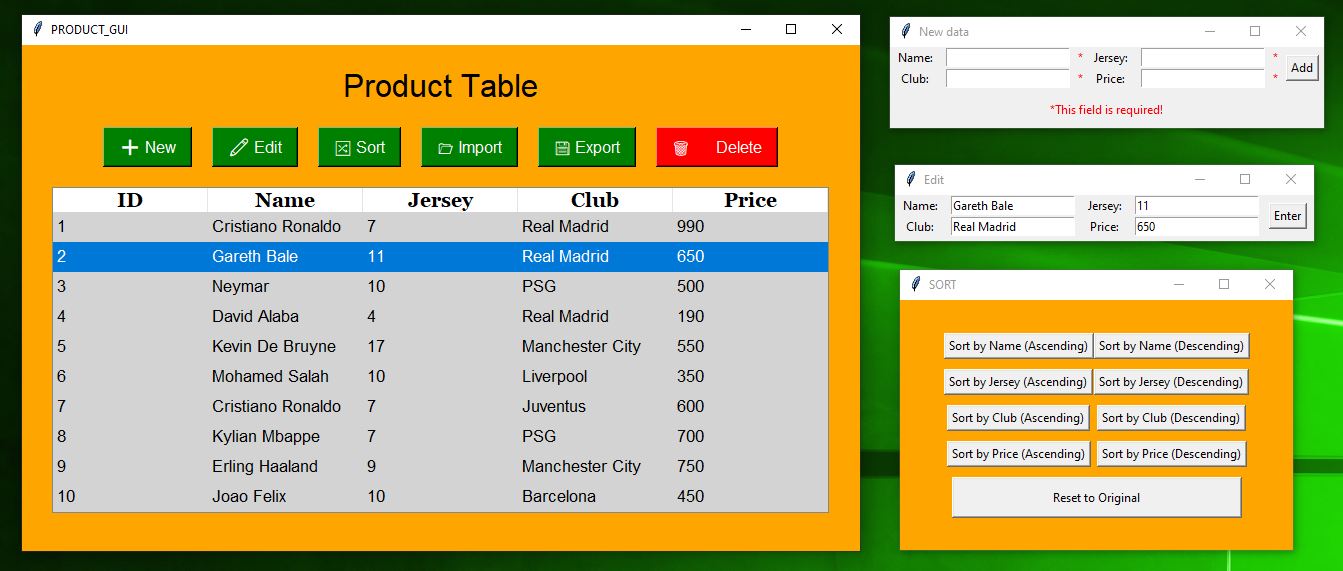 PRODUCT_GUI
Product Table
New Edit Sort Import Export Delete
ID Name Jersey Club Price
1 Cristiano Ronaldo 7 Real Madrid 990
2 Gareth Bale 11 Real Madrid 650
3 Neymar 10 PSG 500
4 David Alaba 4 Real Madrid 190
5 Kevin De Bruyne 17 Manchester City 550
6 Mohamed Salah 10 Liverpool 350
7 Cristiano Ronaldo 7 Juventus 600
8 Kylian Mbappe 7 PSG 700
9 Erling Haaland 9 Manchester City 750
10 Joao Felix 10 Barcelona 450
New data
Name: * Jersey: *
Club: * Price: *
Add
*This field is required!
Edit
Name: Gareth Bale Jersey: 11
Club: Real Madrid Price: 650
Enter
SORT
Sort by Name (Ascending) Sort by Name (Descending)
Sort by Jersey (Ascending) Sort by Jersey (Descending)
Sort by Club (Ascending) Sort by Club (Descending)
Sort by Price (Ascending) Sort by Price (Descending)
Reset to Original